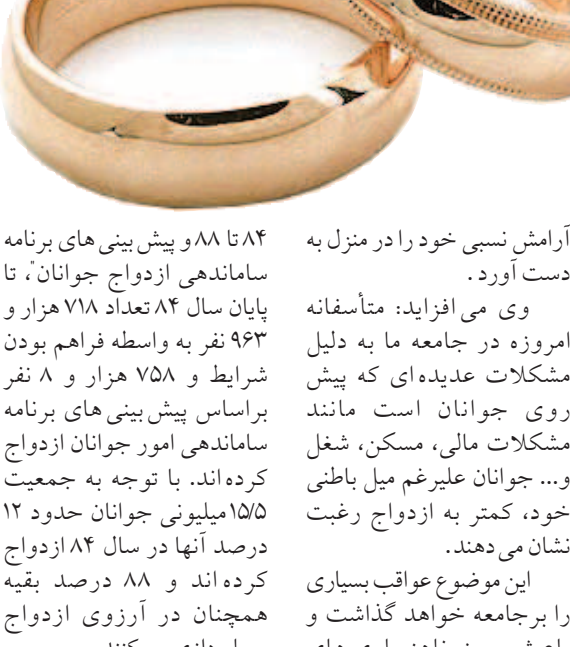 آرامش نسبی خود را در منزل به
دست آورد.
وی می‌افزاید: متأسفانه
امروزه در جامعه ما به دلیل
مشکلات عدیده‌ای که پیش
روی جوانان است مانند
مشکلات مالی، مسکن، شغل
و... جوانان علیرغم میل باطنی
خود، کمتر به ازدواج رغبت
نشان می‌دهند.
این موضوع عواقب بسیاری
را برجامعه خواهد گذاشت و
۸۴ تا ۸۸ و پیش‌بینی‌های برنامه
ساماندهی ازدواج جوانان"، تا
پایان سال ۸۴ تعداد ۷۱۸ هزار و
۹۶۳ نفر به واسطه فراهم بودن
شرایط و ۷۵۸ هزار و ۸ نفر
براساس پیش‌بینی‌های برنامه
ساماندهی امور جوانان ازدواج
کرده‌اند. با توجه به جمعیت
۱۵/۵میلیونی جوانان حدود ۱۲
درصد آنها در سال ۸۴ ازدواج
کرده‌اند و ۸۸ درصد بقیه
همچنان در آرزوی ازدواج